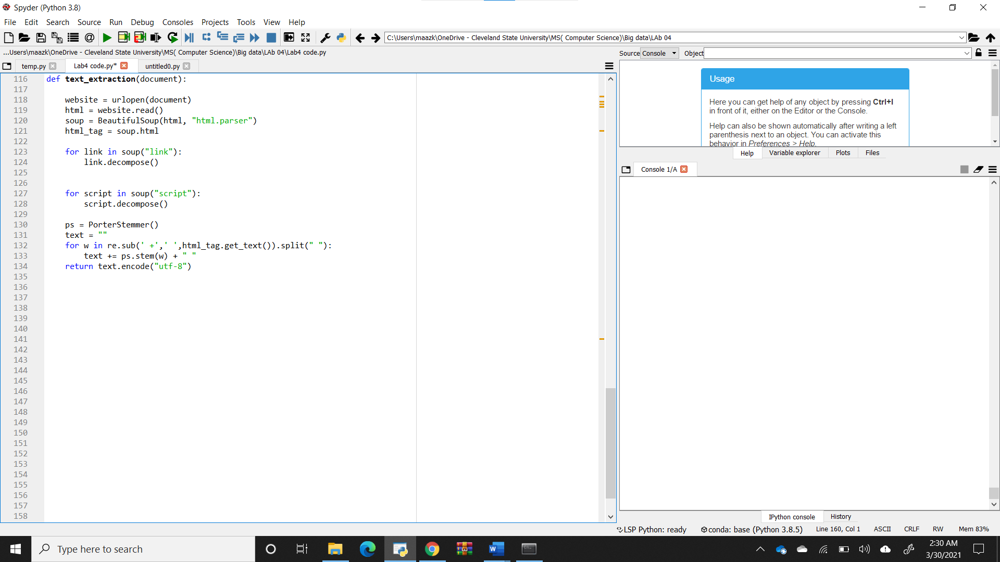 Spyder (Python 3.8)
File Edit Search Source Run Debug Consoles Projects Tools View Help
C:\Users\maazk\OneDrive - Cleveland State University\MS( Computer Science)\Big data\LAb 04
...Users\maazk\OneDrive - Cleveland State University\MS( Computer Science)\Big data\LAb 04\Lab4 code.py
temp.py Lab4 code.py* untitled0.py
116 def text_extraction(document):
117
118 website = urlopen(document)
119 html = website.read()
120 soup = BeautifulSoup(html, "html.parser")
121 html_tag = soup.html
122
123 for link in soup("link"):
124 link.decompose()
125
126
127 for script in soup("script"):
128 script.decompose()
129
130 ps = PorterStemmer()
131 text = ""
132 for w in re.sub(' +',' ',html_tag.get_text()).split(" "):
133 text += ps.stem(w) + " "
134 return text.encode("utf-8")
135
136
137
138
139
140
141
142
143
144
145
146
147
148
149
150
151
152
153
154
155
156
157
158
Source Console Object
Usage
Here you can get help of any object by pressing Ctrl+I
in front of it, either on the Editor or the Console.
Help can also be shown automatically after writing a left
parenthesis next to an object. You can activate this
behavior in Preferences > Help.
Help Variable explorer Plots Files
Console 1/A
IPython console History
LSP Python: ready conda: base (Python 3.8.5) Line 160, Col 1 ASCII CRLF RW Mem 83%
Type here to search
2:30 AM
3/30/2021